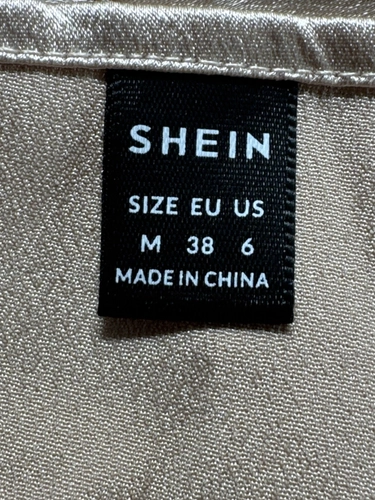 SHEIN
SIZE EU US
M 38 6
MADE IN CHINA